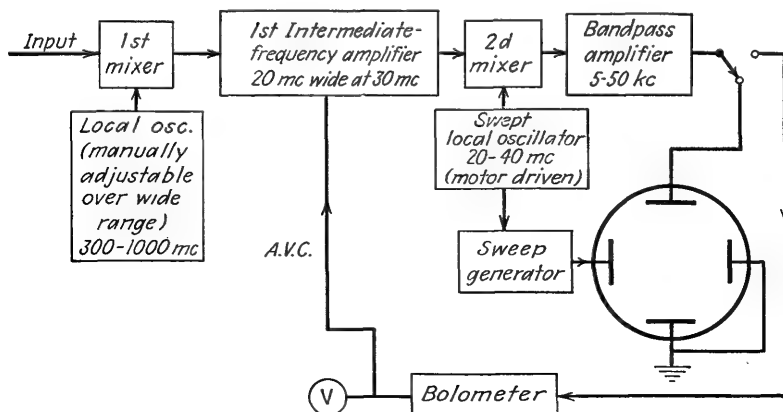 Input
1st
mixer
1st Intermediate-
frequency amplifier
20 mc wide at 30 mc
2d
mixer
Bandpass
amplifier
5-50 kc
Local osc.
(manually
adjustable
over wide
range)
300-1000 mc
Swept
local oscillator
20-40 mc
(motor driven)
A.V.C.
Sweep
generator
V
Bolometer